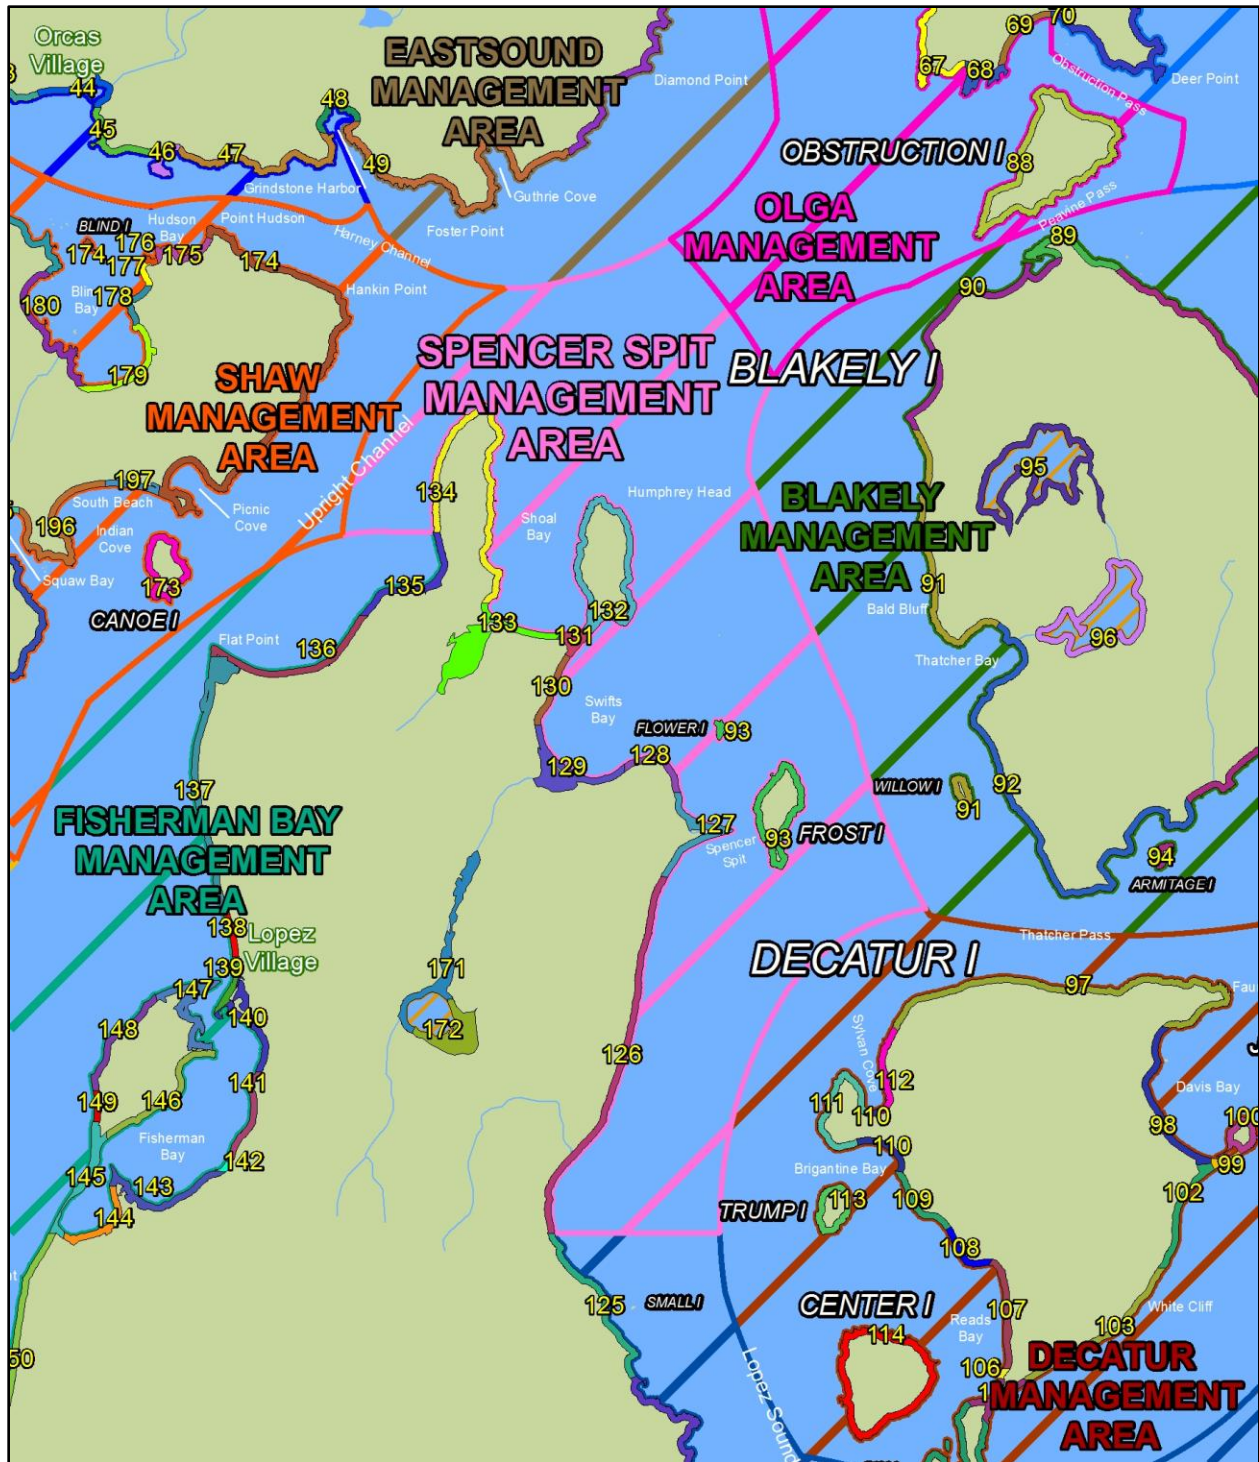 Orcas
Village
44
45
46
47
48
49
EASTSOUND
MANAGEMENT
AREA
Diamond Point
67
68
69
70
Obstruction Pass
Deer Point
OBSTRUCTION I
88
Grindstone Harbor
Guthrie Cove
OLGA
MANAGEMENT
AREA
Peavine Pass
89
90
Hudson
Bay
Point Hudson
Harney Channel
Foster Point
BLIND I
174
176
177
175
174
178
180
179
Hankin Point
SPENCER SPIT
MANAGEMENT
AREA
BLAKELY I
SHAW
MANAGEMENT
AREA
Upright Channel
197
South Beach
Picnic
Cove
196
Indian
Cove
Squaw Bay
173
CANOE I
134
Shoal
Bay
Humphrey Head
95
BLAKELY
MANAGEMENT
AREA
91
Bald Bluff
96
Thatcher Bay
135
136
Flat Point
133
132
131
130
Swifts
Bay
FLOWER I
93
129
128
127
Spencer
Spit
93
FROST I
WILLOW I
91
92
94
ARMITAGE I
137
FISHERMAN BAY
MANAGEMENT
AREA
138
Lopez
Village
139
147
140
148
141
149
146
Fisherman
Bay
142
145
143
144
171
172
126
DECATUR I
Thatcher Pass
97
Sylvan Cove
112
111
110
110
Davis Bay
98
100
99
102
Brigantine Bay
109
113
TRUMP I
108
125
SMALL I
CENTER I
114
Reads
Bay
107
White Cliff
103
106
DECATUR
MANAGEMENT
AREA
Lopez Sound